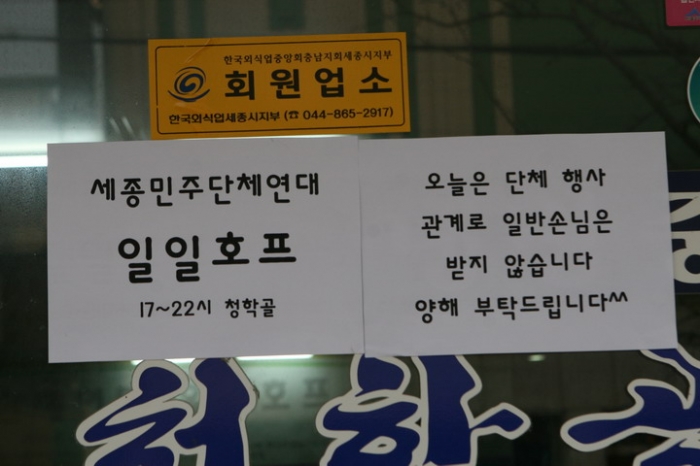 한국외식업중앙회충남지회세종시지부
회원업소
한국외식업세종시지부 (☎ 044-865-2917)
세종민주단체연대
일일호프
17~22시 청학골
오늘은 단체 행사
관계로 일반손님은
받지 않습니다
양해 부탁드립니다^^